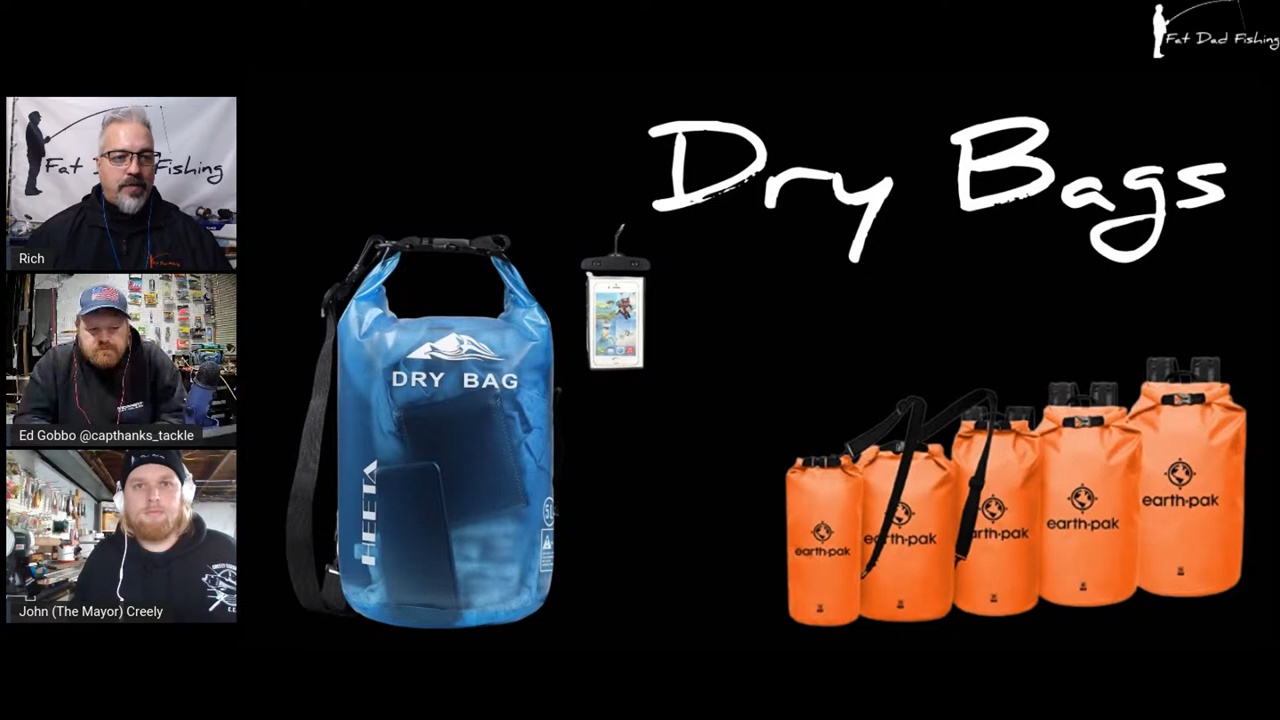 Fat Dad Fishing
Dry Bags
Fat Dad Fishing
Rich
Ed Gobbo @capthanks_tackle
John (The Mayor) Creely
DRY BAG
HEETA
5L
earth-pak
earth-pak
earth-pak
earth-pak
earth-pak